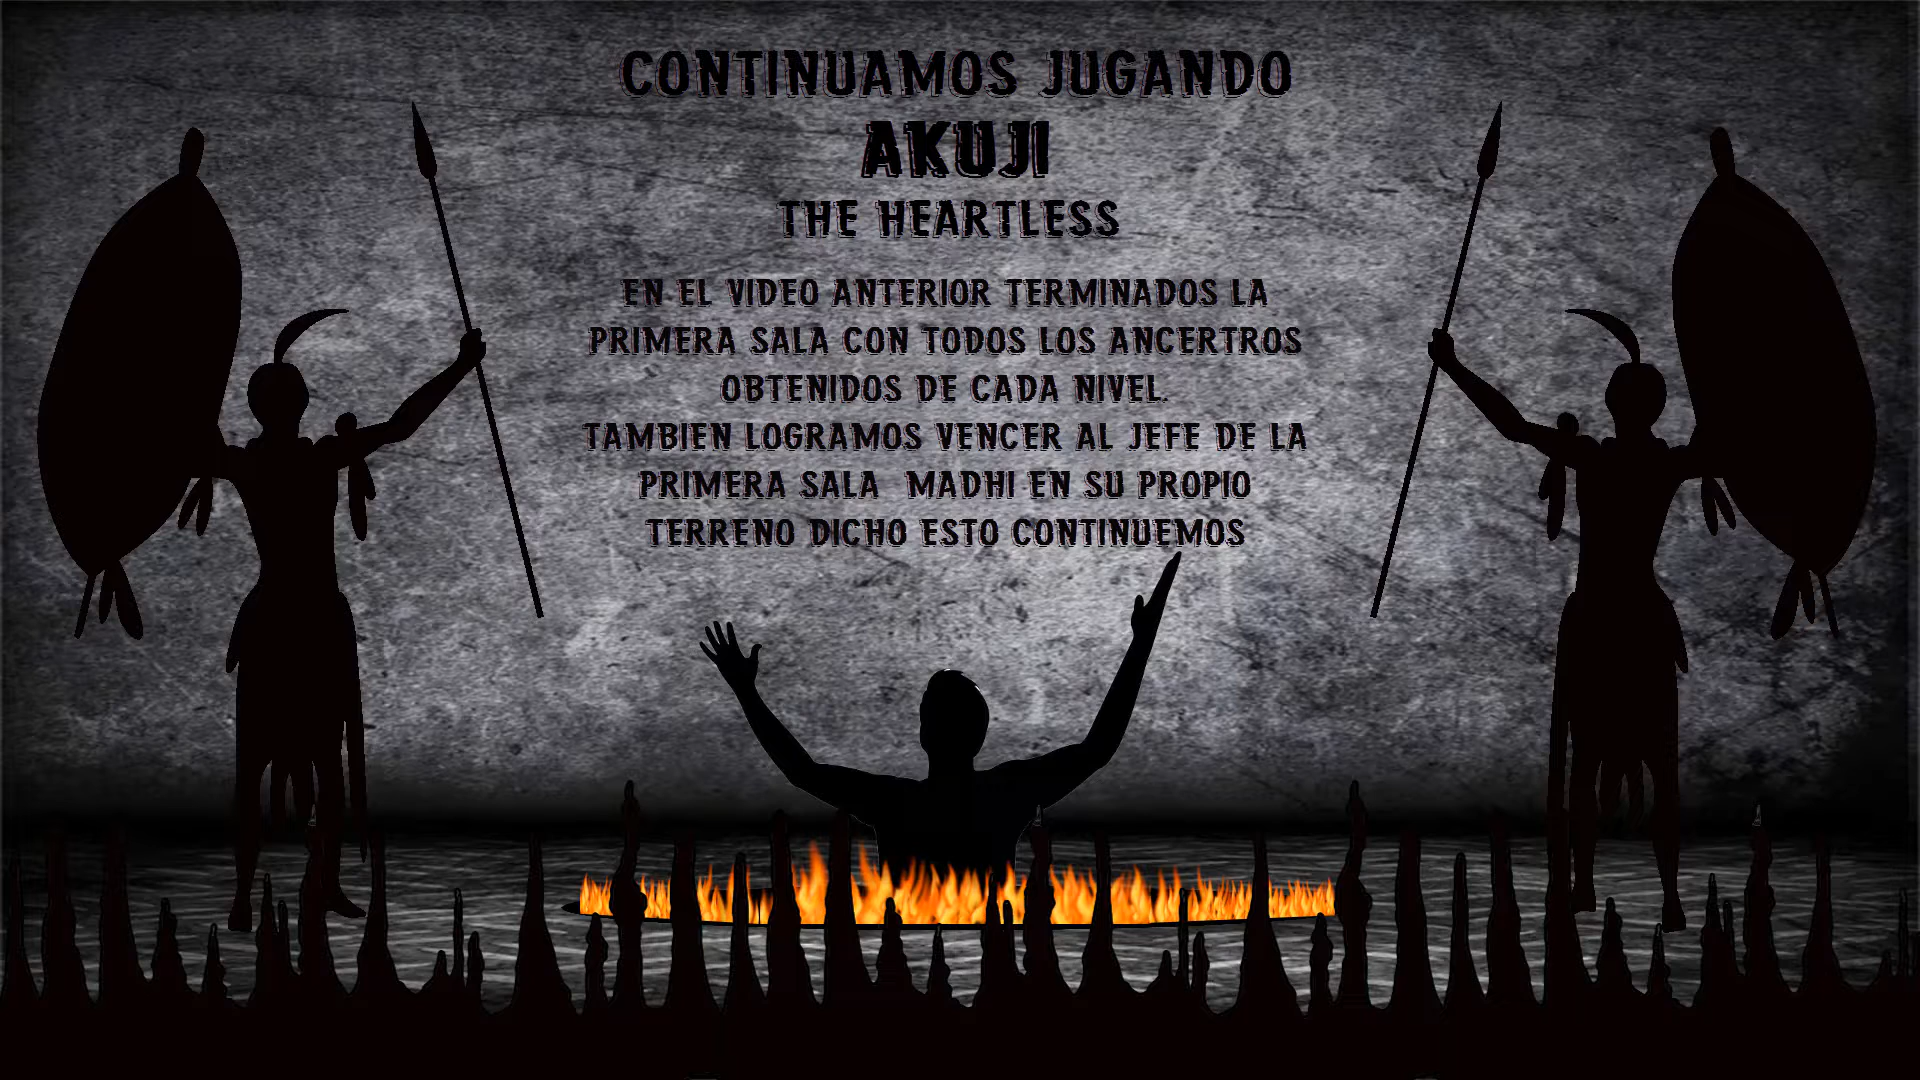 CONTINUAMOS JUGANDO
AKUJI
THE HEARTLESS
EN EL VIDEO ANTERIOR TERMINADOS LA
PRIMERA SALA CON TODOS LOS ANCERTROS
OBTENIDOS DE CADA NIVEL.
TAMBIEN LOGRAMOS VENCER AL JEFE DE LA
PRIMERA SALA MADHI EN SU PROPIO
TERRENO DICHO ESTO CONTINUEMOS